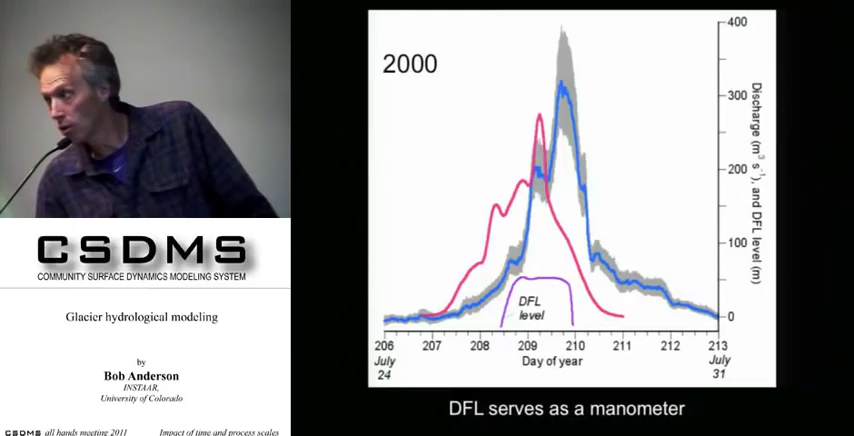 CSDMS
COMMUNITY SURFACE DYNAMICS MODELING SYSTEM
Glacier hydrological modeling
by
Bob Anderson
INSTAAR,
University of Colorado
CSDMS all hands meeting 2011 Impact of time and process scales
2000
400
300
200
100
0
Discharge (m³ s⁻¹), and DFL level (m)
DFL
level
206 207 208 209 210 211 212 213
July
24
Day of year
July
31
DFL serves as a manometer